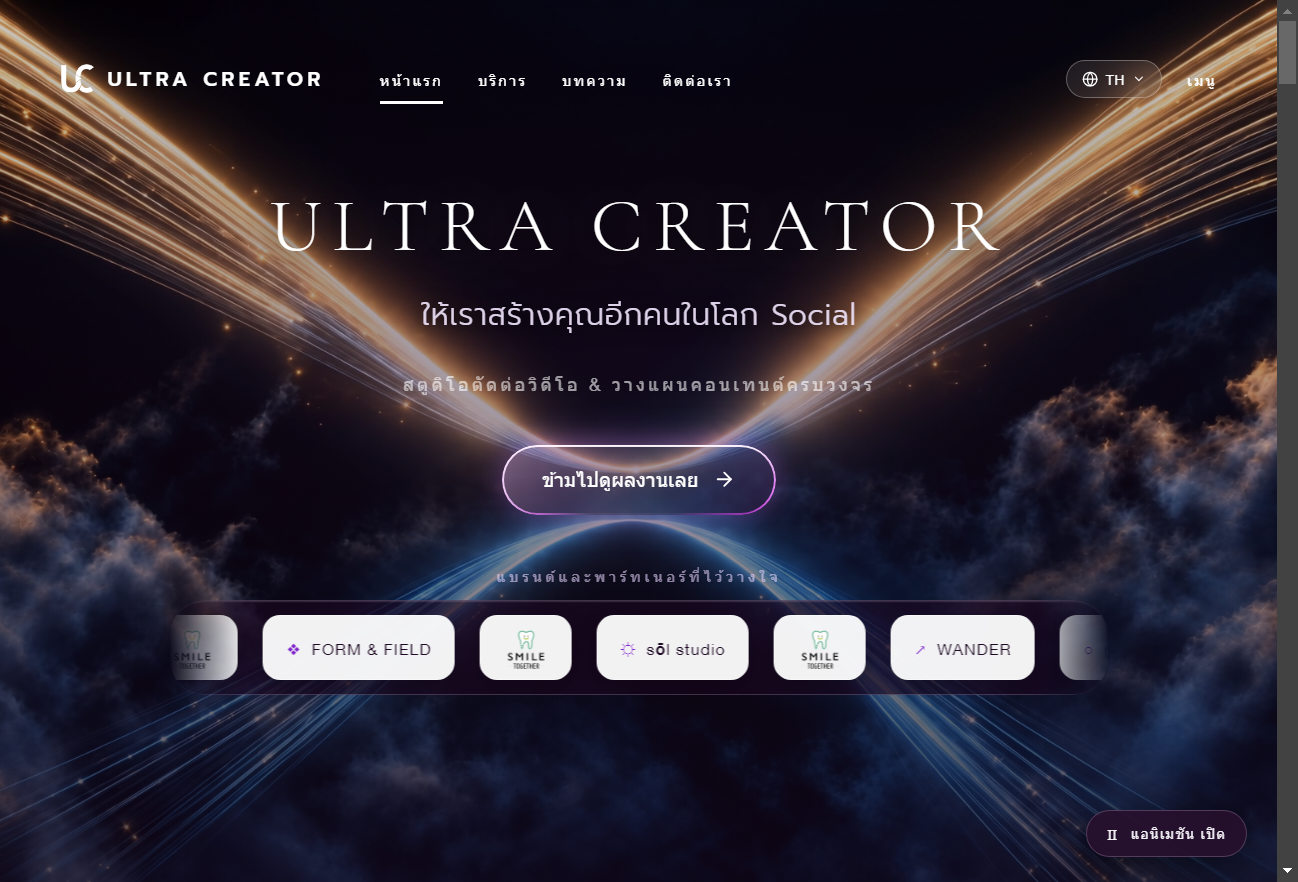 UC ULTRA CREATOR
หน้าแรก
บริการ
บทความ
ติดต่อเรา
TH
เมนู
ULTRA CREATOR
ให้เราสร้างคุณอีกคนในโลก Social
สตูดิโอตัดต่อวิดีโอ & วางแผนคอนเทนต์ครบวงจร
ข้ามไปดูผลงานเลย
แบรนด์และพาร์ทเนอร์ที่ไว้วางใจ
SMILE
TOGETHER
FORM & FIELD
SMILE
TOGETHER
sōl studio
SMILE
TOGETHER
WANDER
แอนิเมชัน เปิด